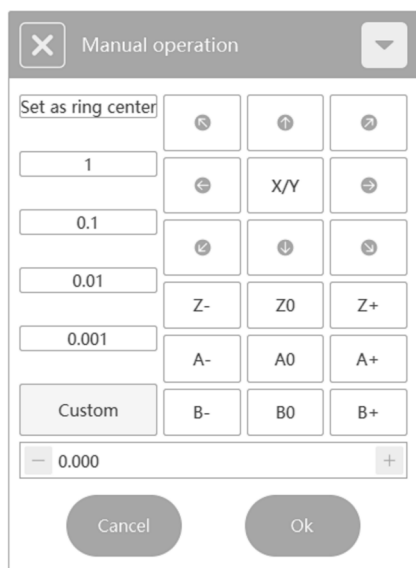 Manual operation
Set as ring center
1
X/Y
0.1
0.01
Z- Z0 Z+
0.001
A- A0 A+
Custom
B- B0 B+
− 0.000 +
Cancel Ok